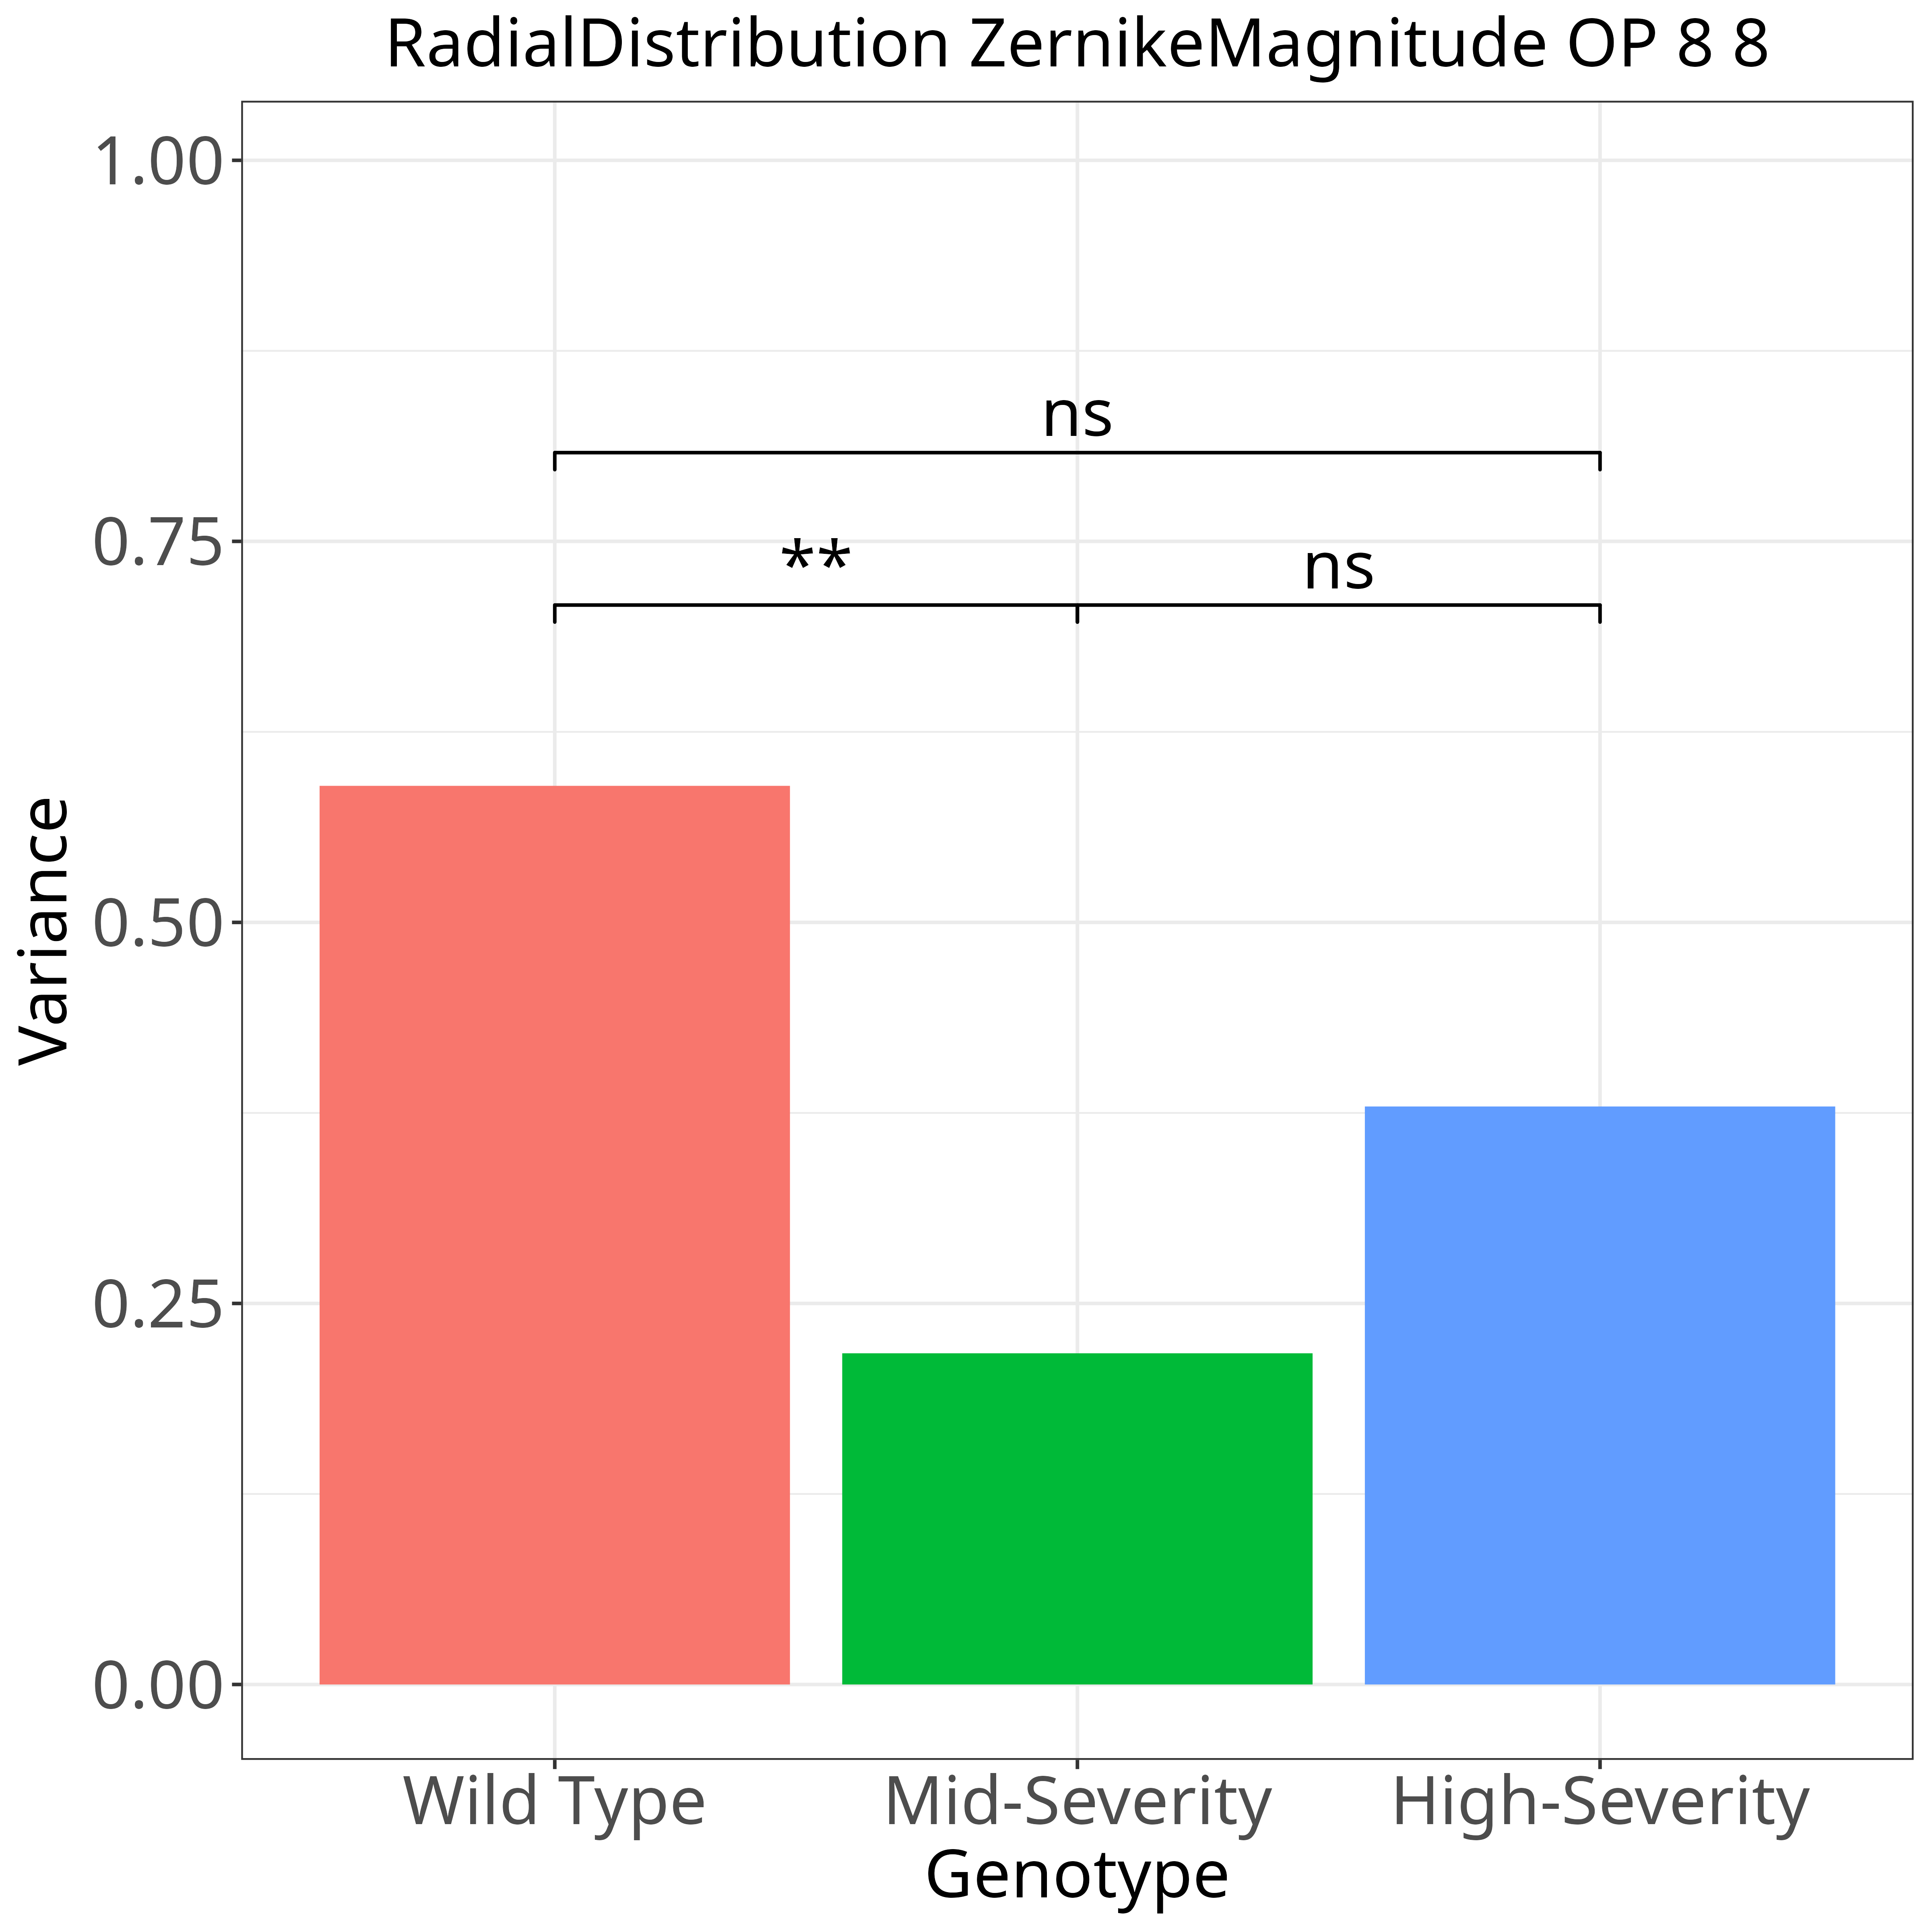 RadialDistribution ZernikeMagnitude OP 8 8
1.00
ns
0.75
** ns
Variance
0.50
0.25
0.00
Wild Type Mid-Severity High-Severity
Genotype